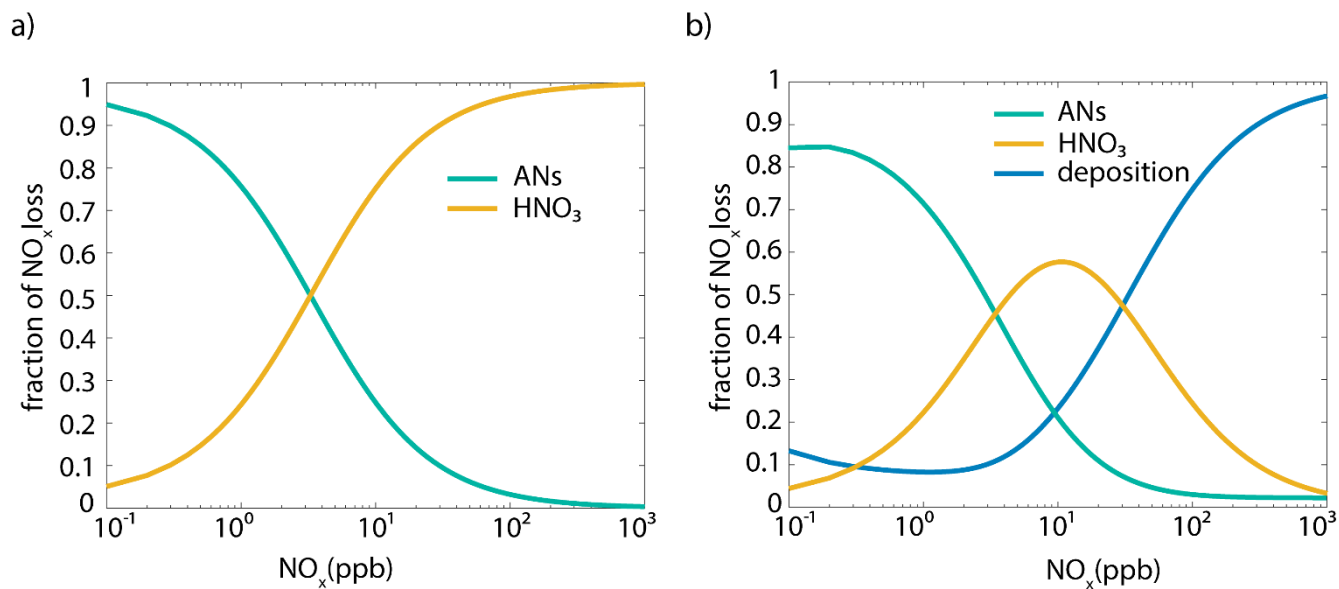 a)
1
0.9
0.8
0.7
0.6
0.5
0.4
0.3
0.2
0.1
0
fraction of NOₓ loss
ANs
HNO₃
10⁻¹
10⁰
10¹
10²
10³
NOₓ(ppb)
b)
1
0.9
0.8
0.7
0.6
0.5
0.4
0.3
0.2
0.1
0
fraction of NOₓ loss
ANs
HNO₃
deposition
10⁻¹
10⁰
10¹
10²
10³
NOₓ(ppb)